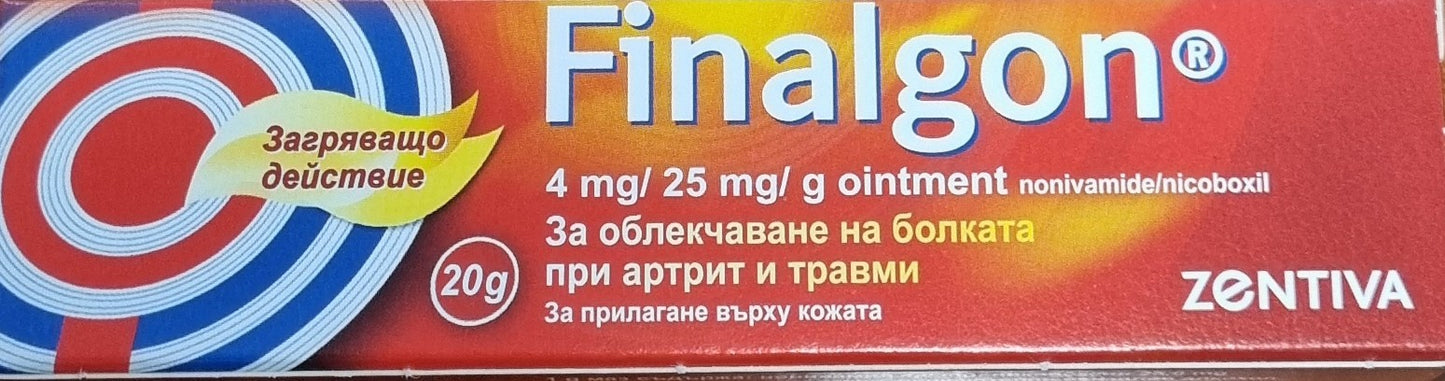 Finalgon®
Загряващо
действие
4 mg/ 25 mg/ g ointment nonivamide/nicoboxil
За облекчаване на болката
при артрит и травми
20g
За прилагане върху кожата
ZENTIVA